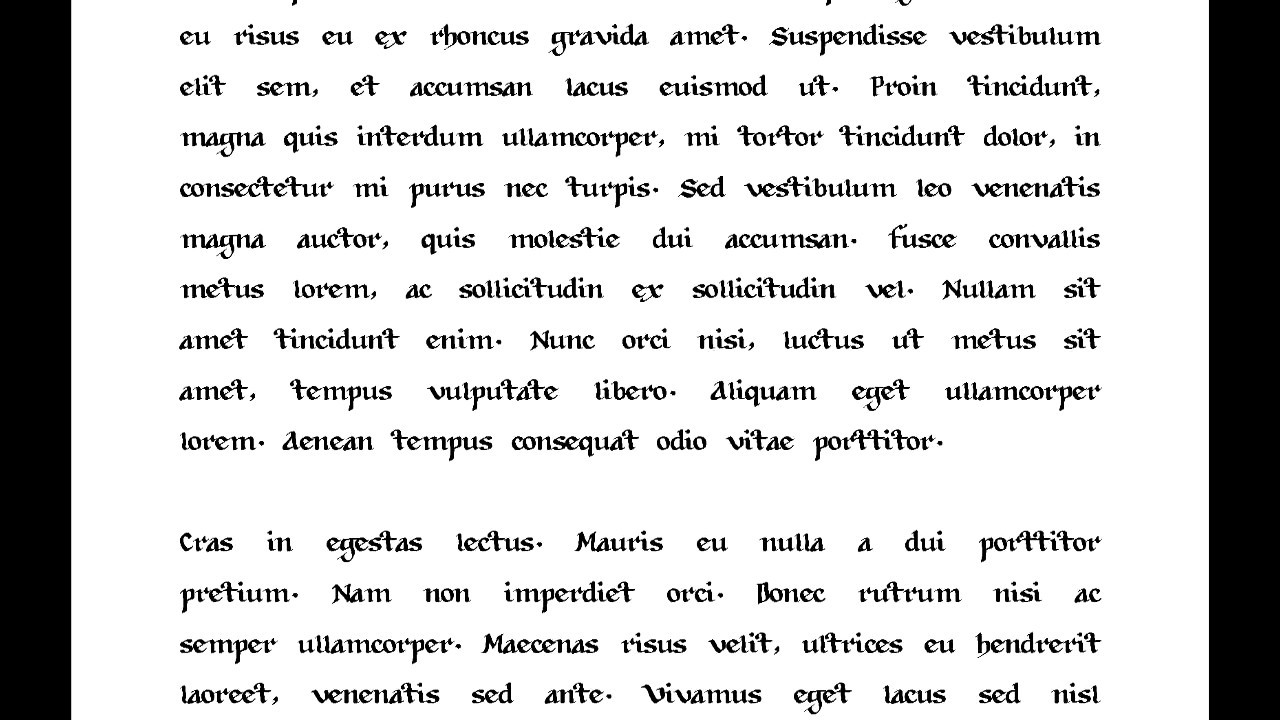 eu risus eu ex rhoncus gravida amet. Suspendisse vestibulum
elit sem, et accumsan lacus euismod ut. Proin tincidunt,
magna quis interdum ullamcorper, mi tortor tincidunt dolor, in
consectetur mi purus nec turpis. Sed vestibulum leo venenatis
magna auctor, quis molestie dui accumsan. Fusce convallis
metus lorem, ac sollicitudin ex sollicitudin vel. Nullam sit
amet tincidunt enim. Nunc orci nisi, luctus ut metus sit
amet, tempus vulputate libero. Aliquam eget ullamcorper
lorem. Aenean tempus consequat odio vitae porttitor.
Cras in egestas lectus. Mauris eu nulla a dui porttitor
pretium. Nam non imperdiet orci. Donec rutrum nisi ac
semper ullamcorper. Maecenas risus velit, ultrices eu hendrerit
laoreet, venenatis sed ante. Vivamus eget lacus sed nisl